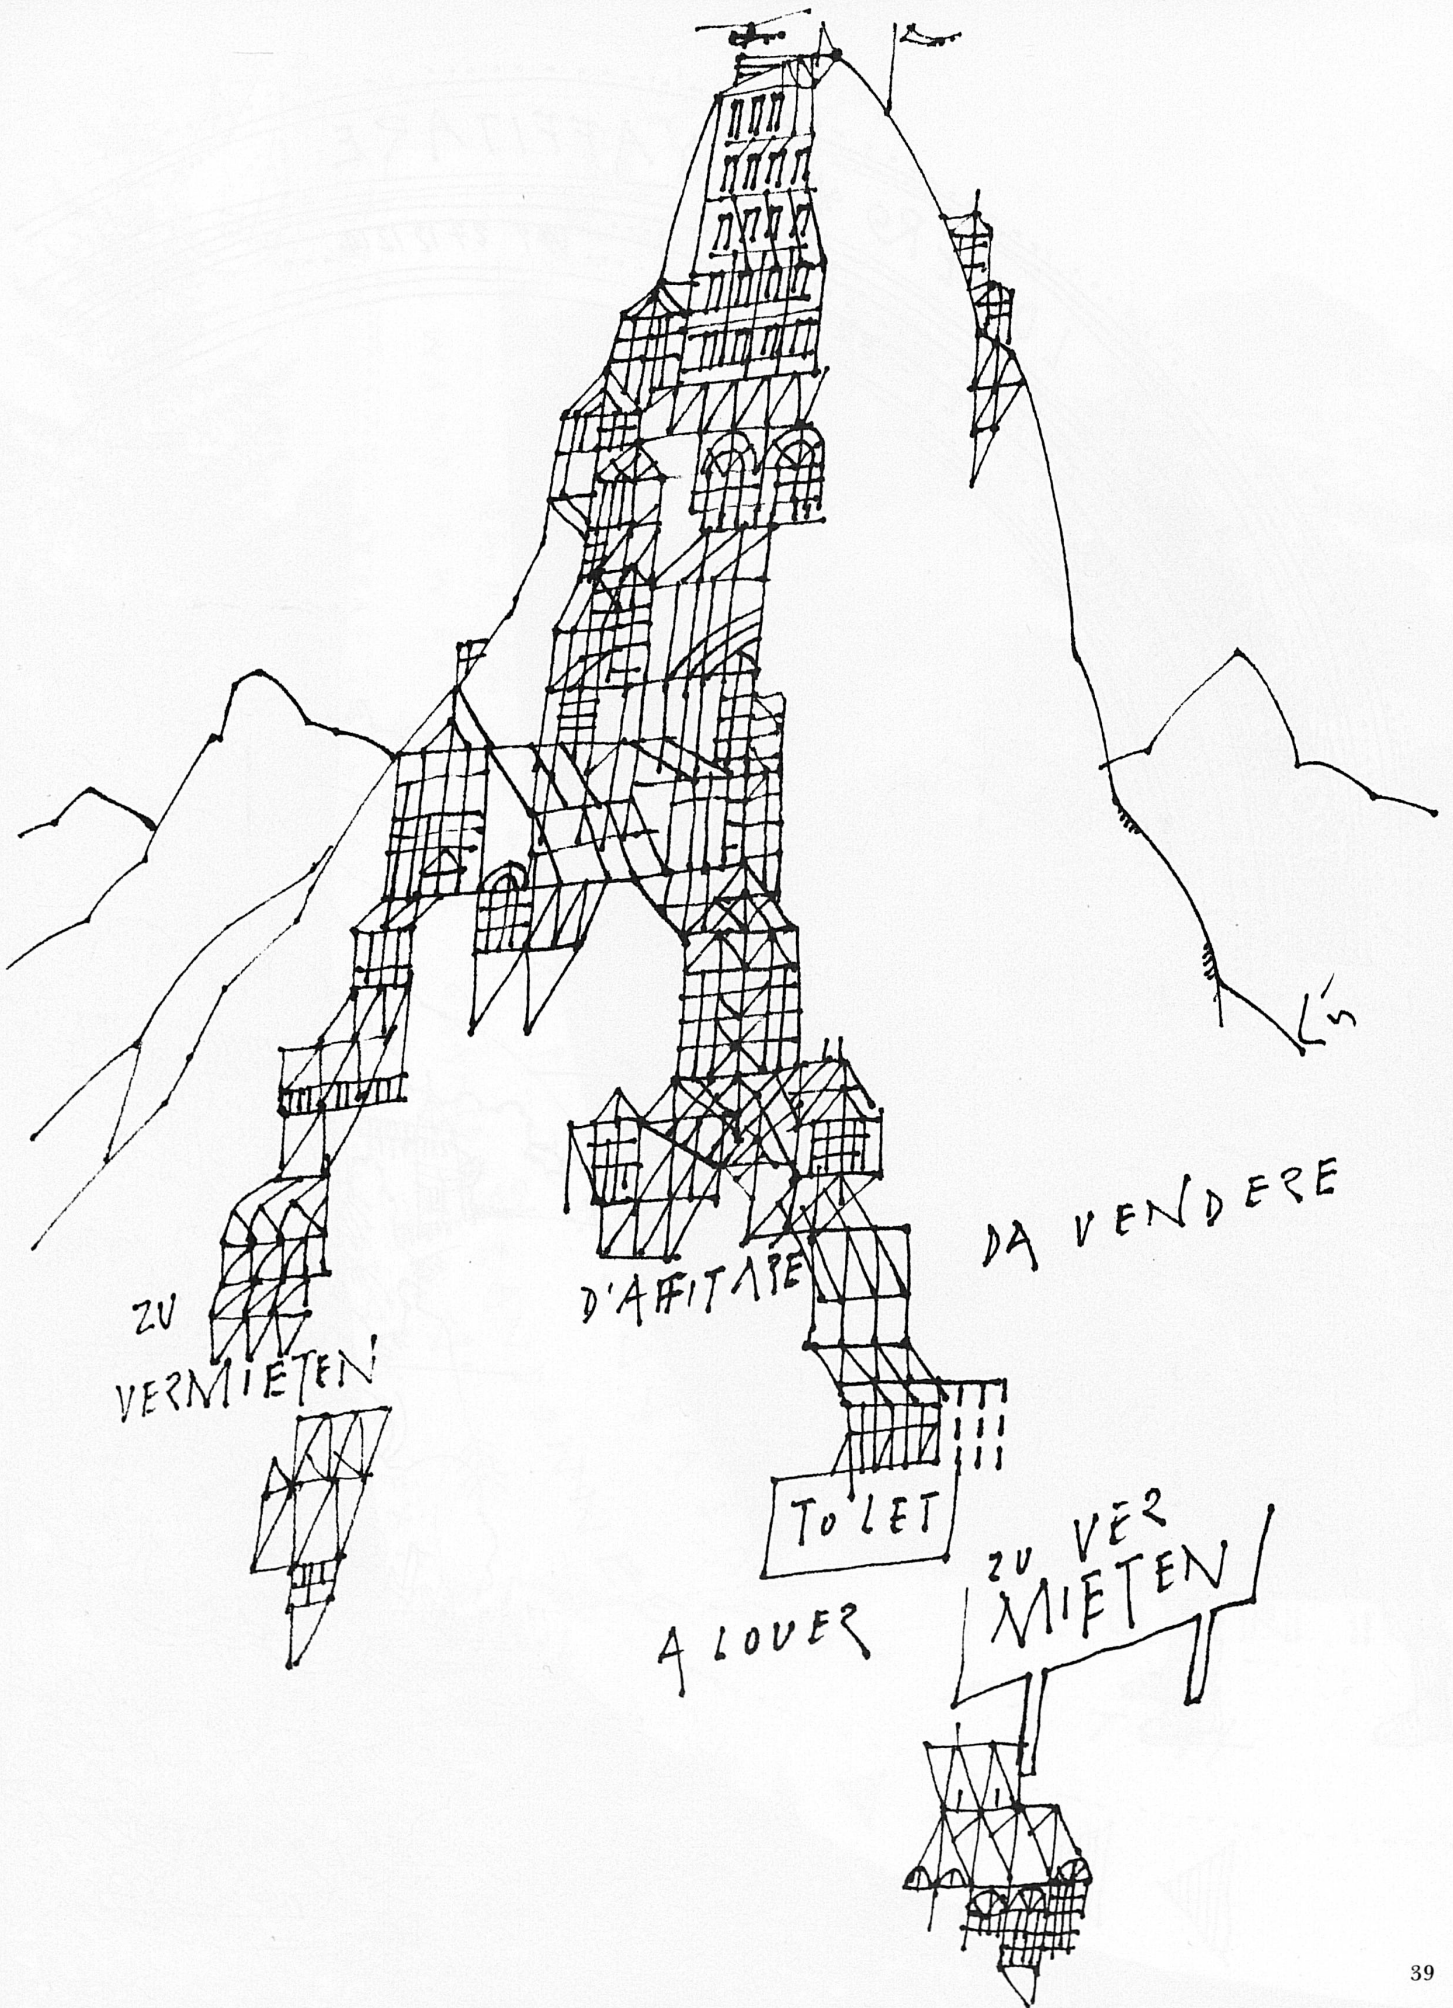 DA VENDERE
D'AFFITARE
ZU
VERMIETEN
TO LET
ZU VER
MIETEN
A LOUER
39